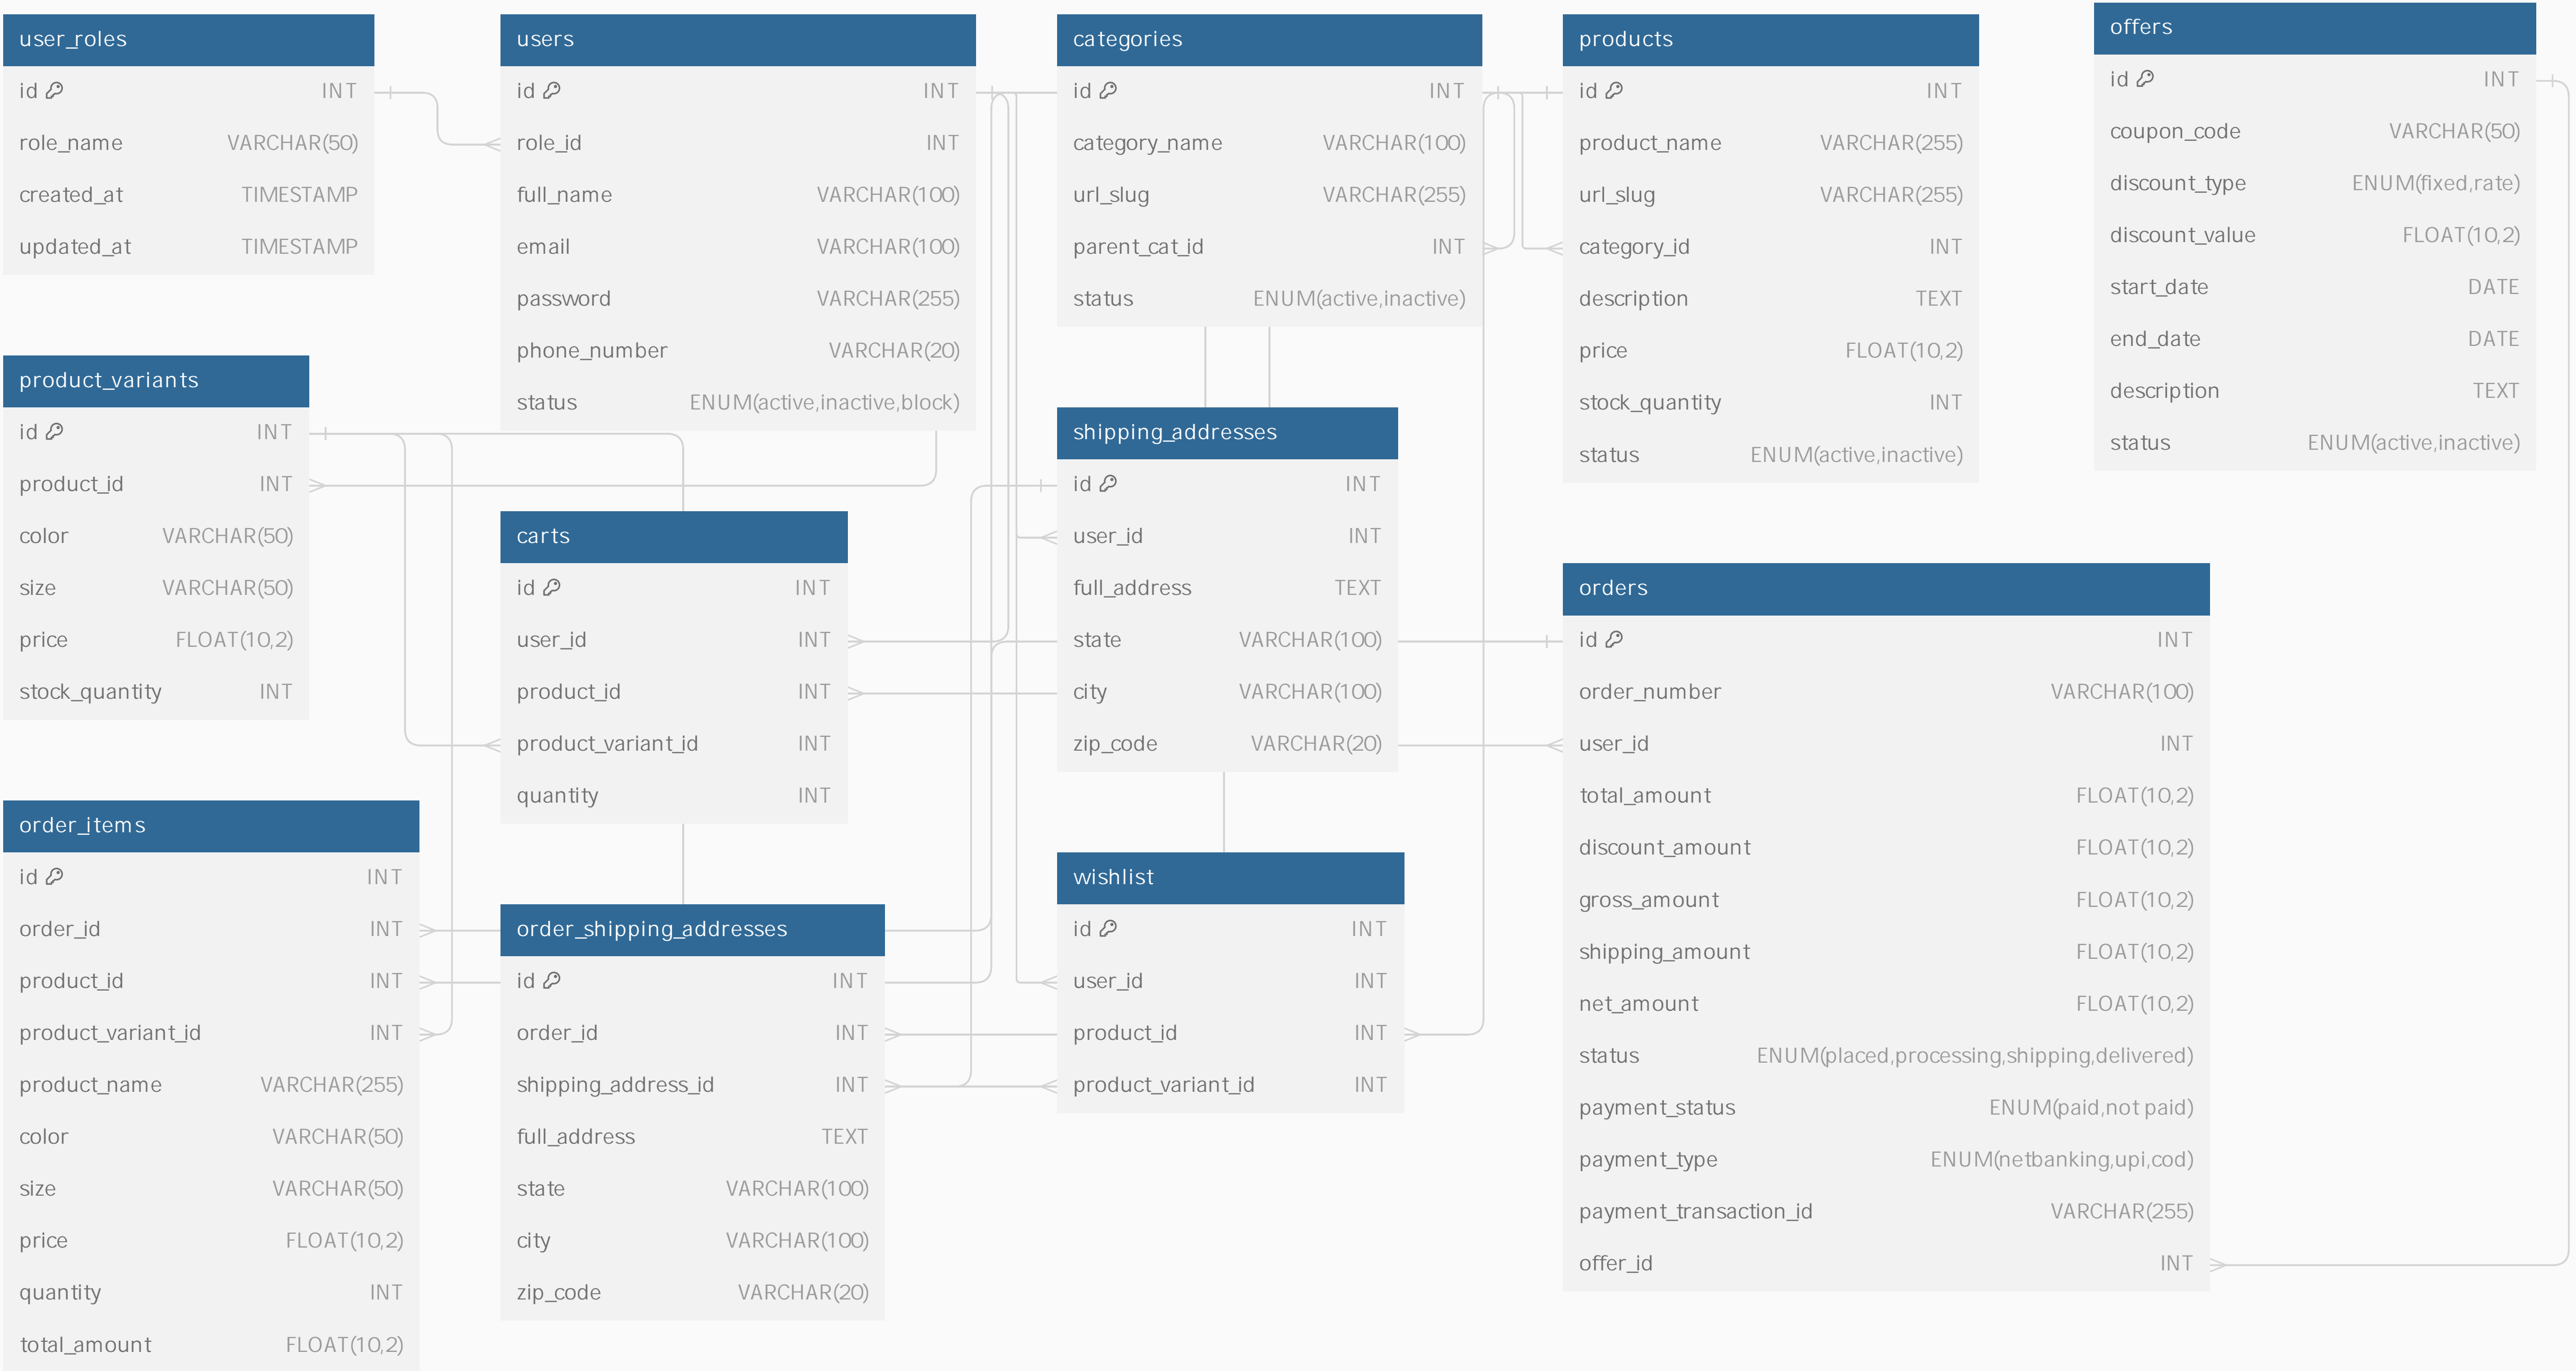 user_roles
id INT
role_name VARCHAR(50)
created_at TIMESTAMP
updated_at TIMESTAMP
users
id INT
role_id INT
full_name VARCHAR(100)
email VARCHAR(100)
password VARCHAR(255)
phone_number VARCHAR(20)
status ENUM(active,inactive,block)
categories
id INT
category_name VARCHAR(100)
url_slug VARCHAR(255)
parent_cat_id INT
status ENUM(active,inactive)
products
id INT
product_name VARCHAR(255)
url_slug VARCHAR(255)
category_id INT
description TEXT
price FLOAT(10,2)
stock_quantity INT
status ENUM(active,inactive)
offers
id INT
coupon_code VARCHAR(50)
discount_type ENUM(fixed,rate)
discount_value FLOAT(10,2)
start_date DATE
end_date DATE
description TEXT
status ENUM(active,inactive)
product_variants
id INT
product_id INT
color VARCHAR(50)
size VARCHAR(50)
price FLOAT(10,2)
stock_quantity INT
carts
id INT
user_id INT
product_id INT
product_variant_id INT
quantity INT
shipping_addresses
id INT
user_id INT
full_address TEXT
state VARCHAR(100)
city VARCHAR(100)
zip_code VARCHAR(20)
orders
id INT
order_number VARCHAR(100)
user_id INT
total_amount FLOAT(10,2)
discount_amount FLOAT(10,2)
gross_amount FLOAT(10,2)
shipping_amount FLOAT(10,2)
net_amount FLOAT(10,2)
status ENUM(placed,processing,shipping,delivered)
payment_status ENUM(paid,not paid)
payment_type ENUM(netbanking,upi,cod)
payment_transaction_id VARCHAR(255)
offer_id INT
order_items
id INT
order_id INT
product_id INT
product_variant_id INT
product_name VARCHAR(255)
color VARCHAR(50)
size VARCHAR(50)
price FLOAT(10,2)
quantity INT
total_amount FLOAT(10,2)
order_shipping_addresses
id INT
order_id INT
shipping_address_id INT
full_address TEXT
state VARCHAR(100)
city VARCHAR(100)
zip_code VARCHAR(20)
wishlist
id INT
user_id INT
product_id INT
product_variant_id INT